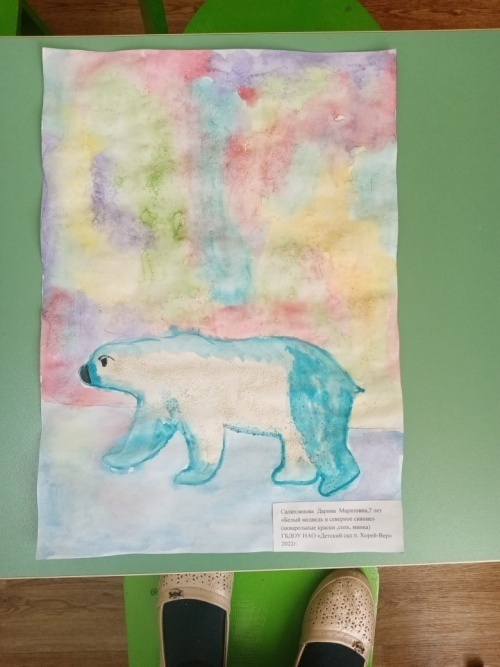 Салихзянова Дарина Маратовна,7 лет
«Белый медведь и северное сияние»
(акварельные краски ,соль, манка)
ГБДОУ НАО «Детский сад п. Хорей-Вер»
2022г.